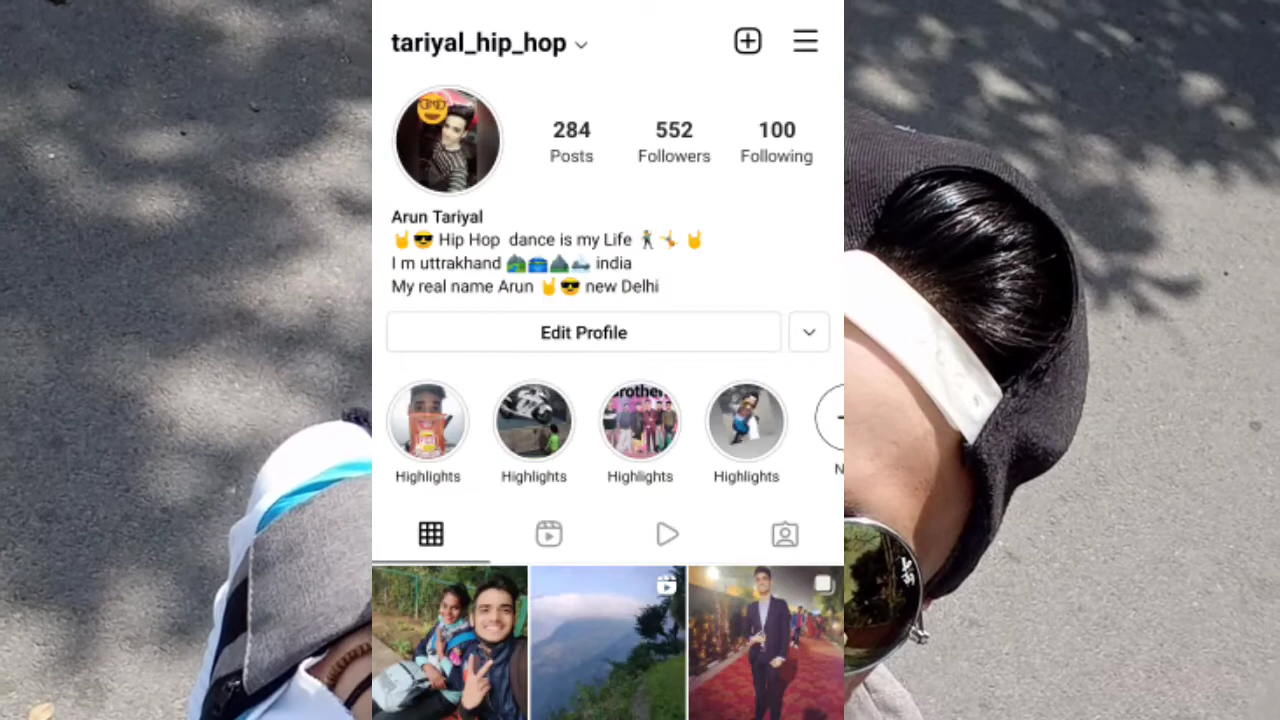 tariyal_hip_hop
284 552 100
Posts Followers Following
Arun Tariyal
🤘😎 Hip Hop dance is my Life 🕺🤸 🤘
I m uttrakhand 🏞️🌊⛰️🏔️ india
My real name Arun 🤘😎 new Delhi
Edit Profile
rother
Highlights Highlights Highlights Highlights